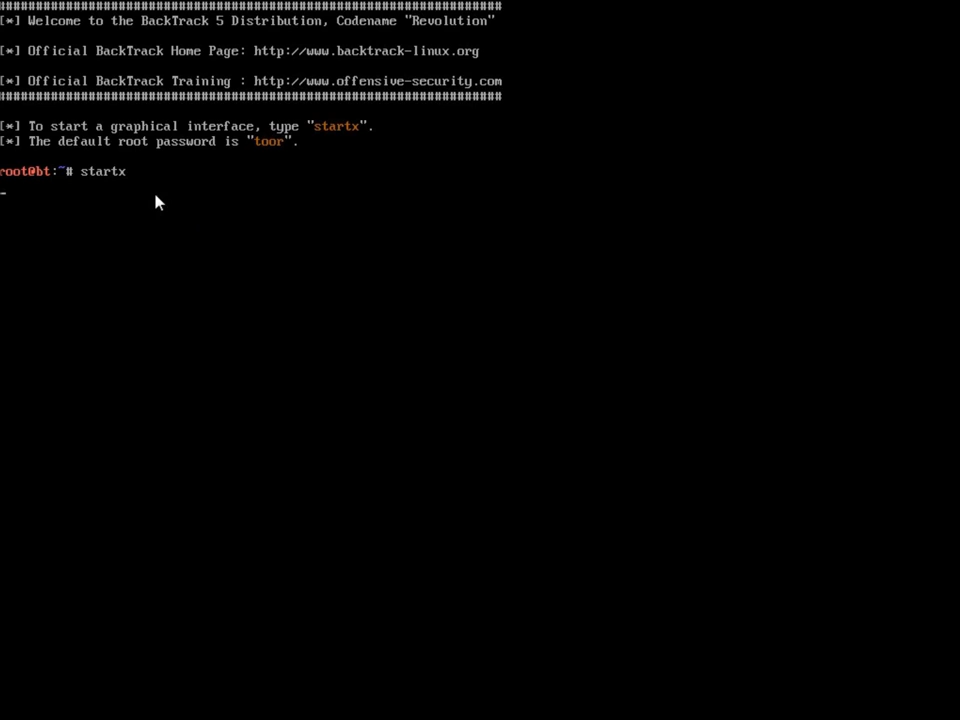 ###################################################################
[*] Welcome to the BackTrack 5 Distribution, Codename "Revolution"
[*] Official BackTrack Home Page: http://www.backtrack-linux.org
[*] Official BackTrack Training : http://www.offensive-security.com
###################################################################
[*] To start a graphical interface, type "startx".
[*] The default root password is "toor".
root@bt:~# startx